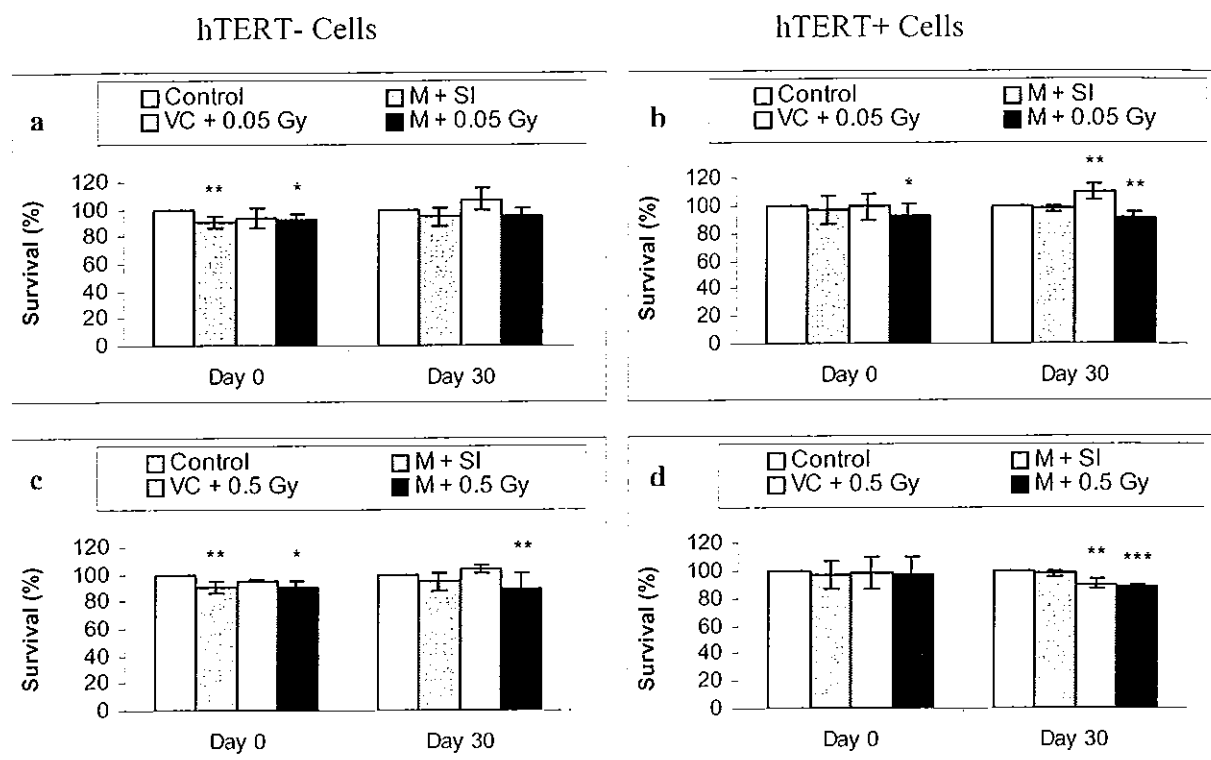 hTERT- Cells
hTERT+ Cells
a
Control
M + SI
VC + 0.05 Gy
M + 0.05 Gy
Survival (%)
120
100
80
60
40
20
0
**
*
Day 0
Day 30
b
Control
M + SI
VC + 0.05 Gy
M + 0.05 Gy
Survival (%)
120
100
80
60
40
20
0
*
**
**
Day 0
Day 30
c
Control
M + SI
VC + 0.5 Gy
M + 0.5 Gy
Survival (%)
120
100
80
60
40
20
0
**
*
**
Day 0
Day 30
d
Control
M + SI
VC + 0.5 Gy
M + 0.5 Gy
Survival (%)
120
100
80
60
40
20
0
**
***
Day 0
Day 30